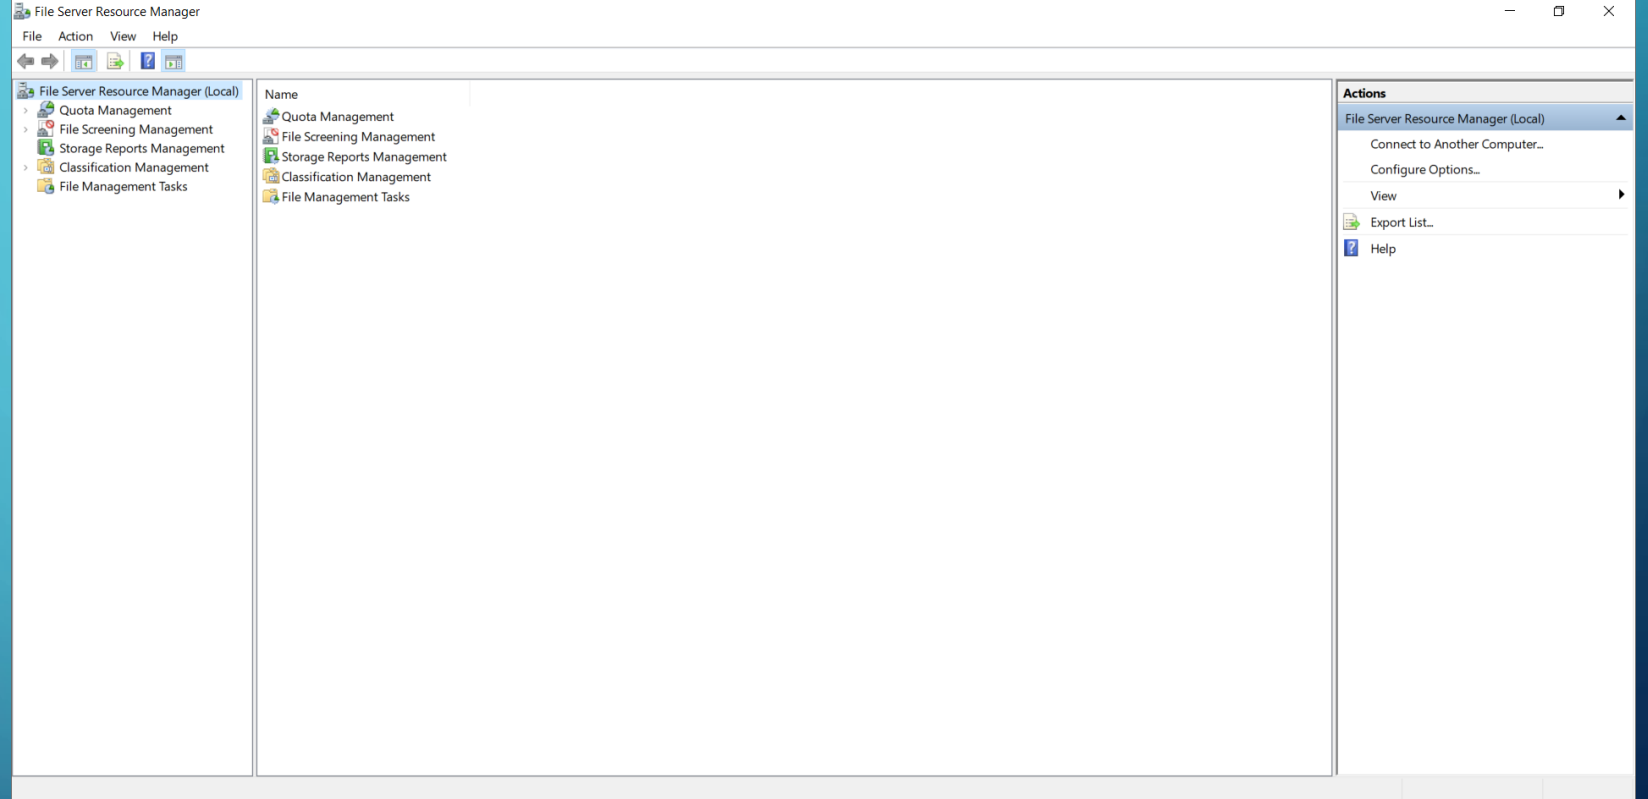 File Server Resource Manager
File Action View Help
File Server Resource Manager (Local)
Quota Management
File Screening Management
Storage Reports Management
Classification Management
File Management Tasks
Name
Quota Management
File Screening Management
Storage Reports Management
Classification Management
File Management Tasks
Actions
File Server Resource Manager (Local)
Connect to Another Computer...
Configure Options...
View
Export List...
Help